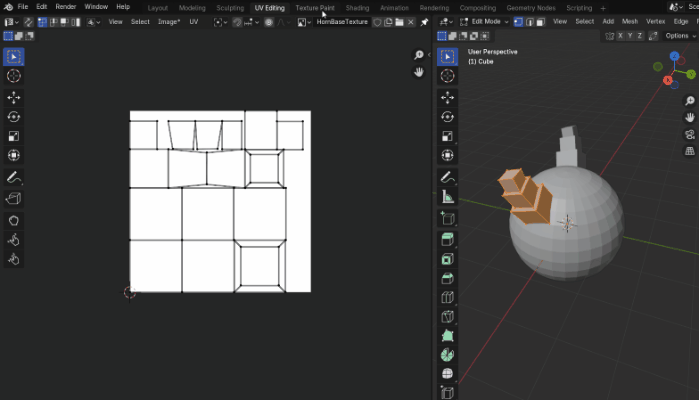 File Edit Render Window Help Layout Modeling Sculpting UV Editing Texture Paint Shading Animation Rendering Compositing Geometry Nodes Scripting
View Select Image* UV HornBaseTexture Edit Mode View Select Add Mesh Vertex Edge
X Y Z Options
User Perspective
(1) Cube